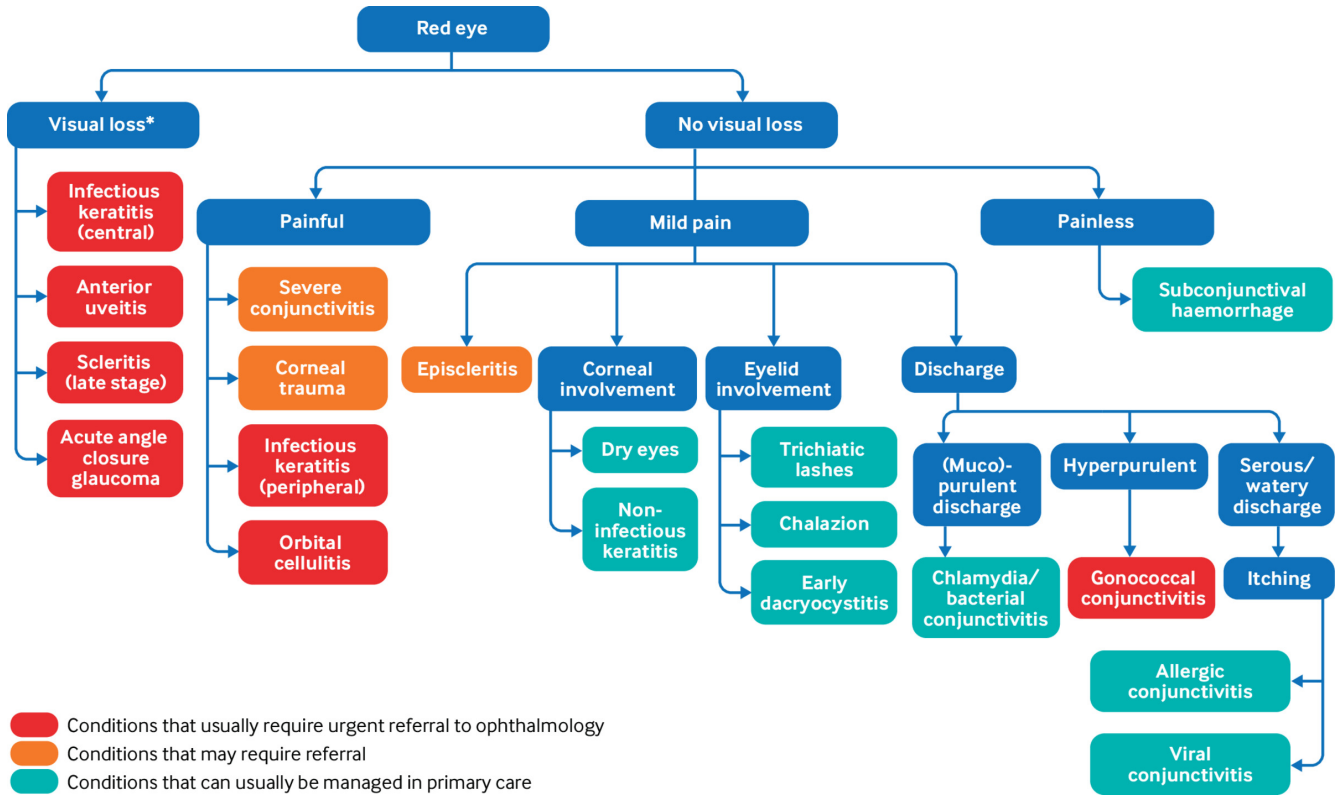 Red eye
Visual loss*
No visual loss
Infectious
keratitis
(central)
Anterior
uveitis
Scleritis
(late stage)
Acute angle
closure
glaucoma
Painful
Mild pain
Painless
Severe
conjunctivitis
Corneal
trauma
Infectious
keratitis
(peripheral)
Orbital
cellulitis
Episcleritis
Corneal
involvement
Eyelid
involvement
Discharge
Subconjunctival
haemorrhage
Dry eyes
Non-
infectious
keratitis
Trichiatic
lashes
Chalazion
Early
dacryocystitis
(Muco)-
purulent
discharge
Hyperpurulent
Serous/
watery
discharge
Chlamydia/
bacterial
conjunctivitis
Gonococcal
conjunctivitis
Itching
Allergic
conjunctivitis
Viral
conjunctivitis
Conditions that usually require urgent referral to ophthalmology
Conditions that may require referral
Conditions that can usually be managed in primary care